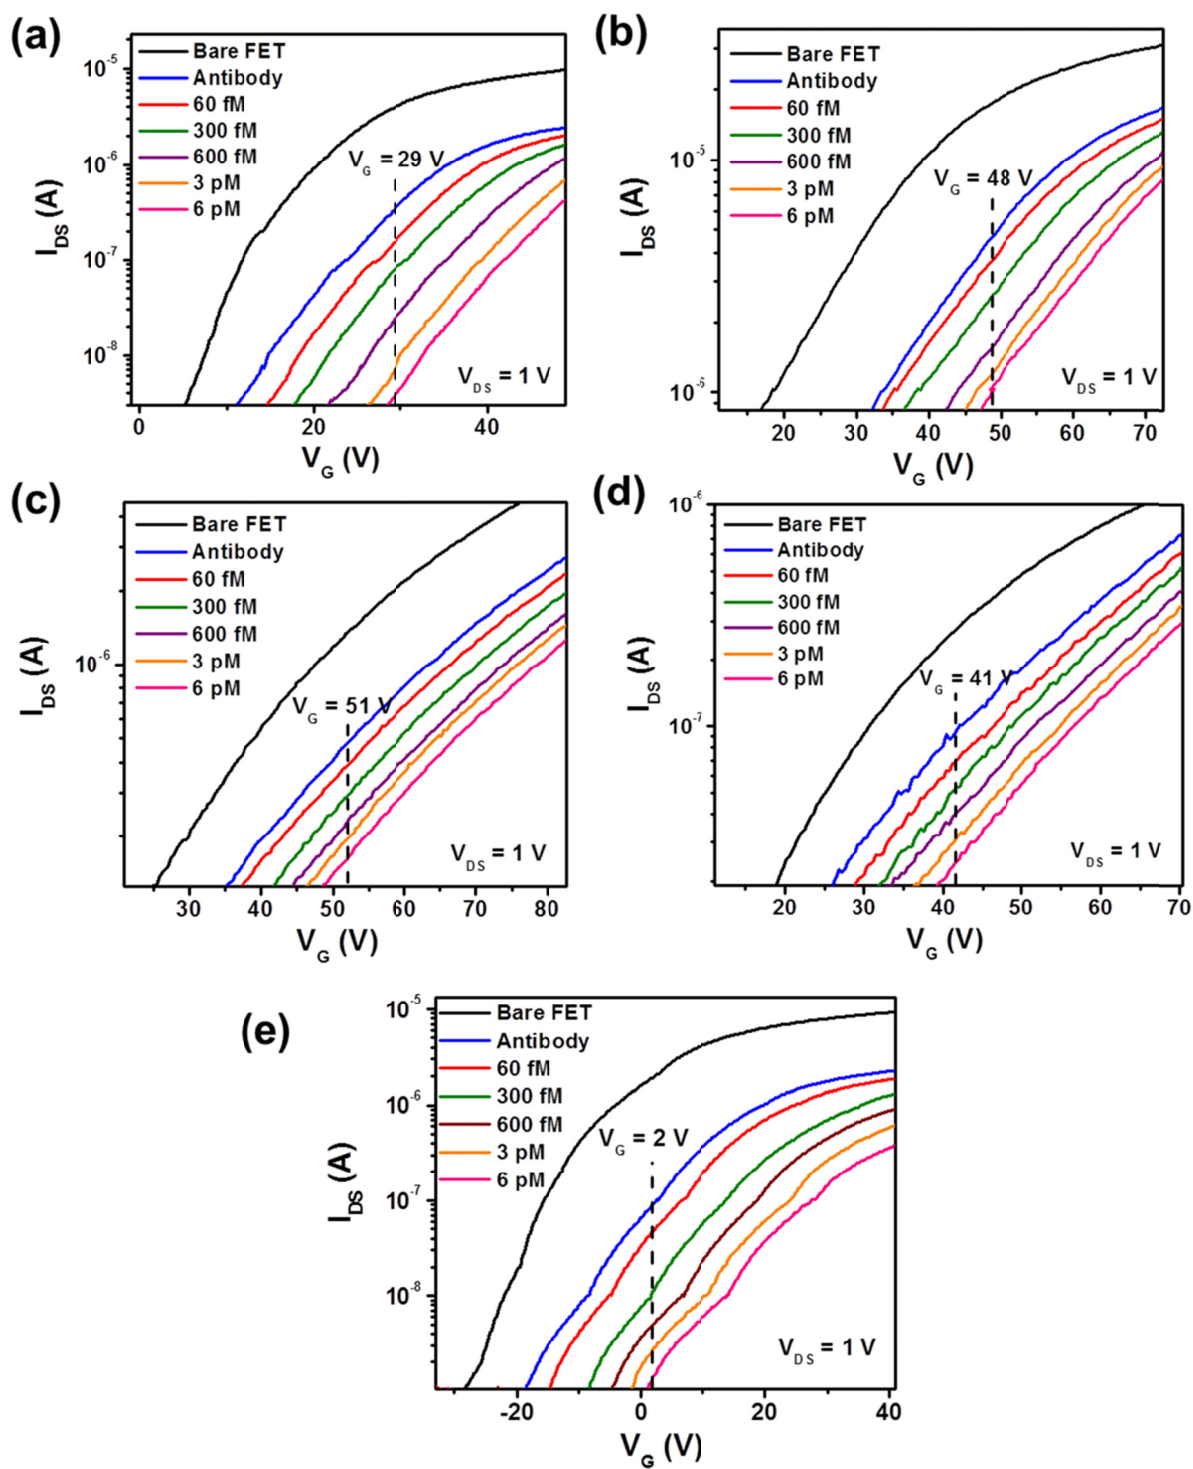 (a)
Bare FET
Antibody
60 fM
300 fM
600 fM
3 pM
6 pM
V_G = 29 V
V_DS = 1 V
10^-5
10^-6
10^-7
10^-8
I_DS (A)
0 20 40
V_G (V)
(b)
Bare FET
Antibody
60 fM
300 fM
600 fM
3 pM
6 pM
V_G = 48 V
V_DS = 1 V
10^-5
10^-6
I_DS (A)
20 30 40 50 60 70
V_G (V)
(c)
Bare FET
Antibody
60 fM
300 fM
600 fM
3 pM
6 pM
V_G = 51 V
V_DS = 1 V
10^-6
I_DS (A)
30 40 50 60 70 80
V_G (V)
(d)
Bare FET
Antibody
60 fM
300 fM
600 fM
3 pM
6 pM
V_G = 41 V
V_DS = 1 V
10^-6
10^-7
I_DS (A)
20 30 40 50 60 70
V_G (V)
(e)
Bare FET
Antibody
60 fM
300 fM
600 fM
3 pM
6 pM
V_G = 2 V
V_DS = 1 V
10^-5
10^-6
10^-7
10^-8
I_DS (A)
-20 0 20 40
V_G (V)